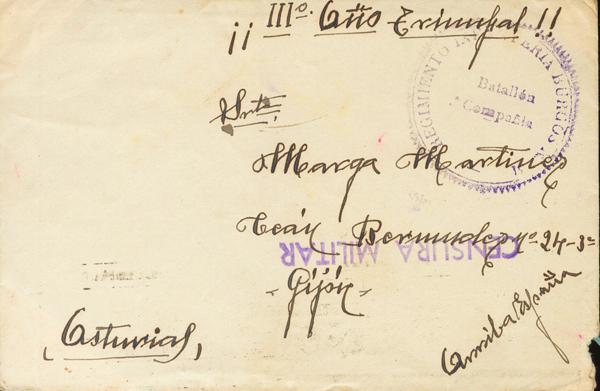 ¡¡ IIIº. Año Triunfal !!
REGIMIENTO INFANTERIA BURGOS
Batallón
Compañía
Srta.
Marga Martinez
Ceán Bermudez nº 24-3º
CENSURA MILITAR
- Gijón -
(Asturias)
Arriba España